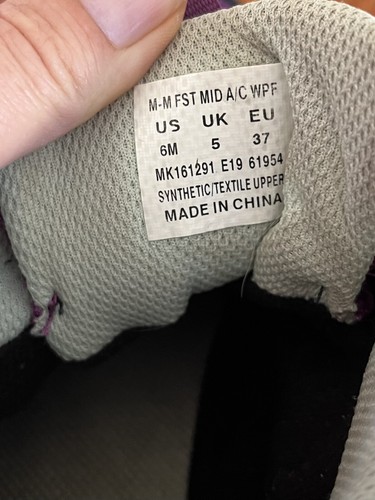 M-M FST MID A/C WPF
US UK EU
6M 5 37
MK161291 E19 61954
SYNTHETIC/TEXTILE UPPER
MADE IN CHINA